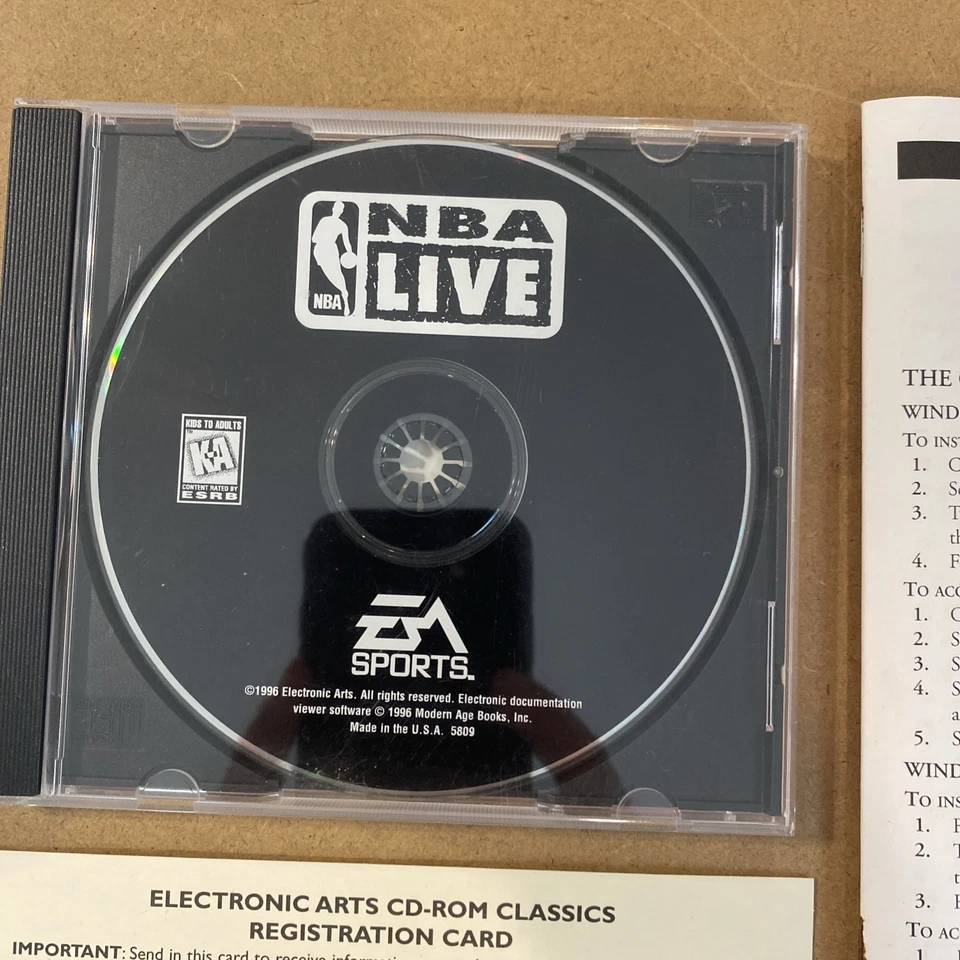 NBA
LIVE
NBA
KIDS TO ADULTS
K-A
CONTENT RATED BY
ESRB
EA
SPORTS™
©1996 Electronic Arts. All rights reserved. Electronic documentation
viewer software © 1996 Modern Age Books, Inc.
Made in the U.S.A. 5809
ELECTRONIC ARTS CD-ROM CLASSICS
REGISTRATION CARD
IMPORTANT: Send in this card to receive
THE
WIND
TO INS
1.
2.
3.
4.
TO ACC
1.
2.
3.
4.
5.
WIND
TO INS
1.
2.
3.
TO AC
1.